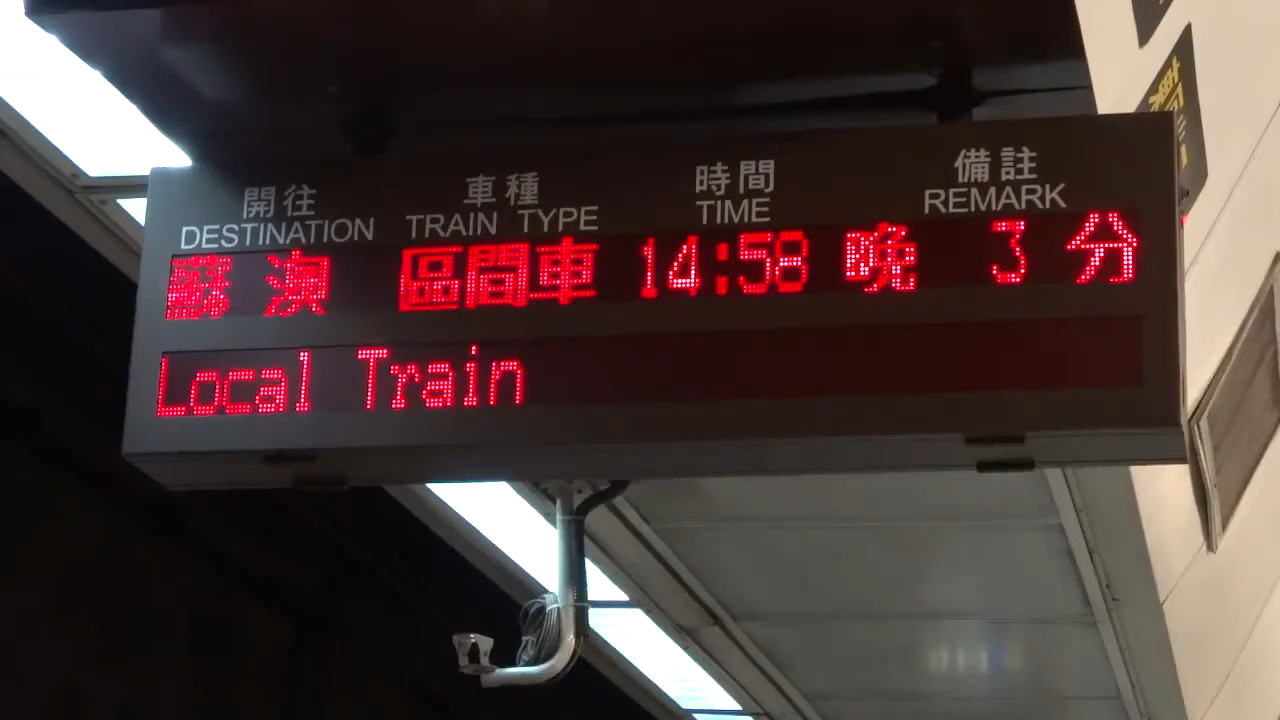 開往 車種 時間 備註
DESTINATION TRAIN TYPE TIME REMARK
蘇 澳 區間車 14:58 晚 3 分
Local Train